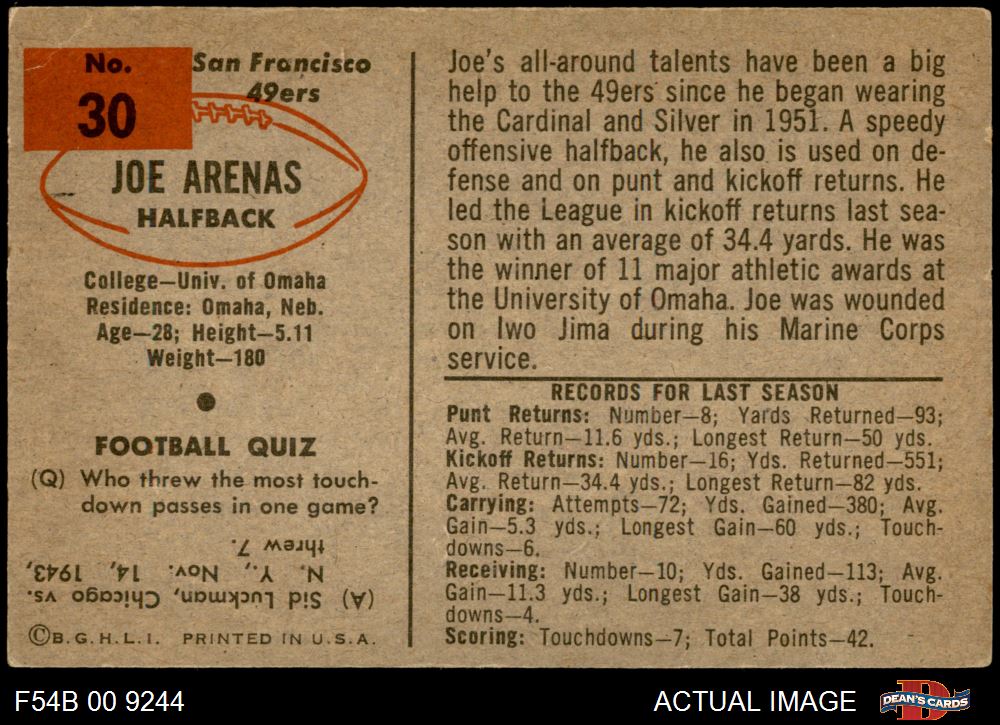 No.
30
San Francisco
49ers
JOE ARENAS
HALFBACK
College—Univ. of Omaha
Residence: Omaha, Neb.
Age—28; Height—5.11
Weight—180
FOOTBALL QUIZ
(Q) Who threw the most touch-
down passes in one game?
(A) Sid Luckman, Chicago vs.
N. Y., Nov. 14, 1943,
threw 7.
©B.G.H.L.I. PRINTED IN U.S.A.
Joe's all-around talents have been a big
help to the 49ers since he began wearing
the Cardinal and Silver in 1951. A speedy
offensive halfback, he also is used on de-
fense and on punt and kickoff returns. He
led the League in kickoff returns last sea-
son with an average of 34.4 yards. He was
the winner of 11 major athletic awards at
the University of Omaha. Joe was wounded
on Iwo Jima during his Marine Corps
service.
RECORDS FOR LAST SEASON
Punt Returns: Number—8; Yards Returned—93;
Avg. Return—11.6 yds.; Longest Return—50 yds.
Kickoff Returns: Number—16; Yds. Returned—551;
Avg. Return—34.4 yds.; Longest Return—82 yds.
Carrying: Attempts—72; Yds. Gained—380; Avg.
Gain—5.3 yds.; Longest Gain—60 yds.; Touch-
downs—6.
Receiving: Number—10; Yds. Gained—113; Avg.
Gain—11.3 yds.; Longest Gain—38 yds.; Touch-
downs—4.
Scoring: Touchdowns—7; Total Points—42.
F54B 00 9244
ACTUAL IMAGE
DEAN'S CARDS